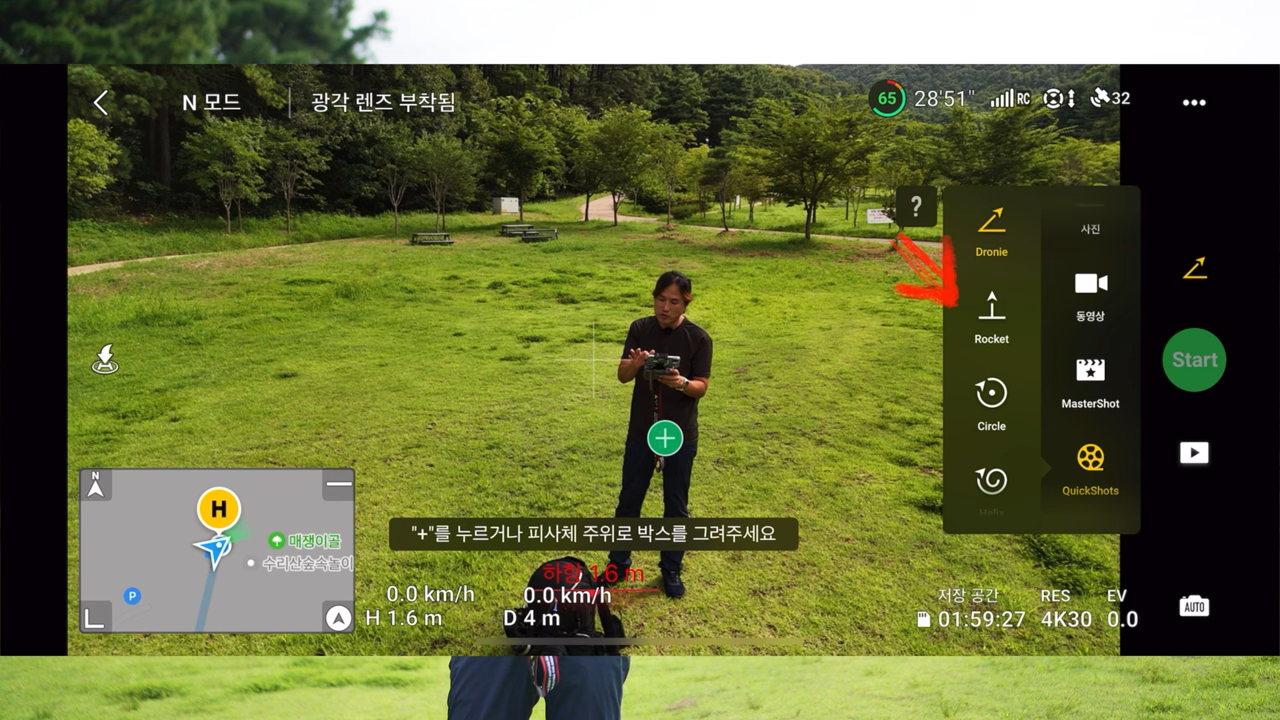 N 모드
광각 렌즈 부착됨
65
28'51"
RC
32
?
Dronie
Rocket
Circle
사진
동영상
MasterShot
QuickShots
Start
N
H
매쟁이골
수리산숲속놀이
P
"+"를 누르거나 피사체 주위로 박스를 그려주세요
하향 1.6 m
0.0 km/h
0.0 km/h
H 1.6 m
D 4 m
저장 공간
RES
EV
01:59:27
4K30
0.0
AUTO